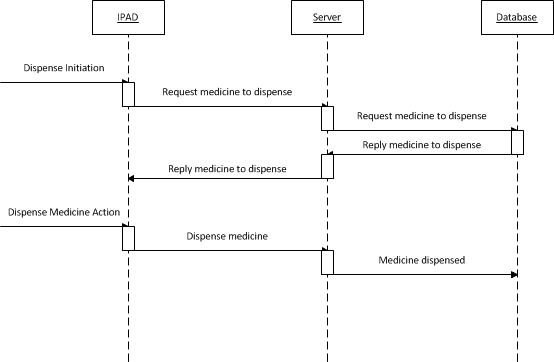 IPAD
Server
Database
Dispense Initiation
Request medicine to dispense
Request medicine to dispense
Reply medicine to dispense
Reply medicine to dispense
Dispense Medicine Action
Dispense medicine
Medicine dispensed